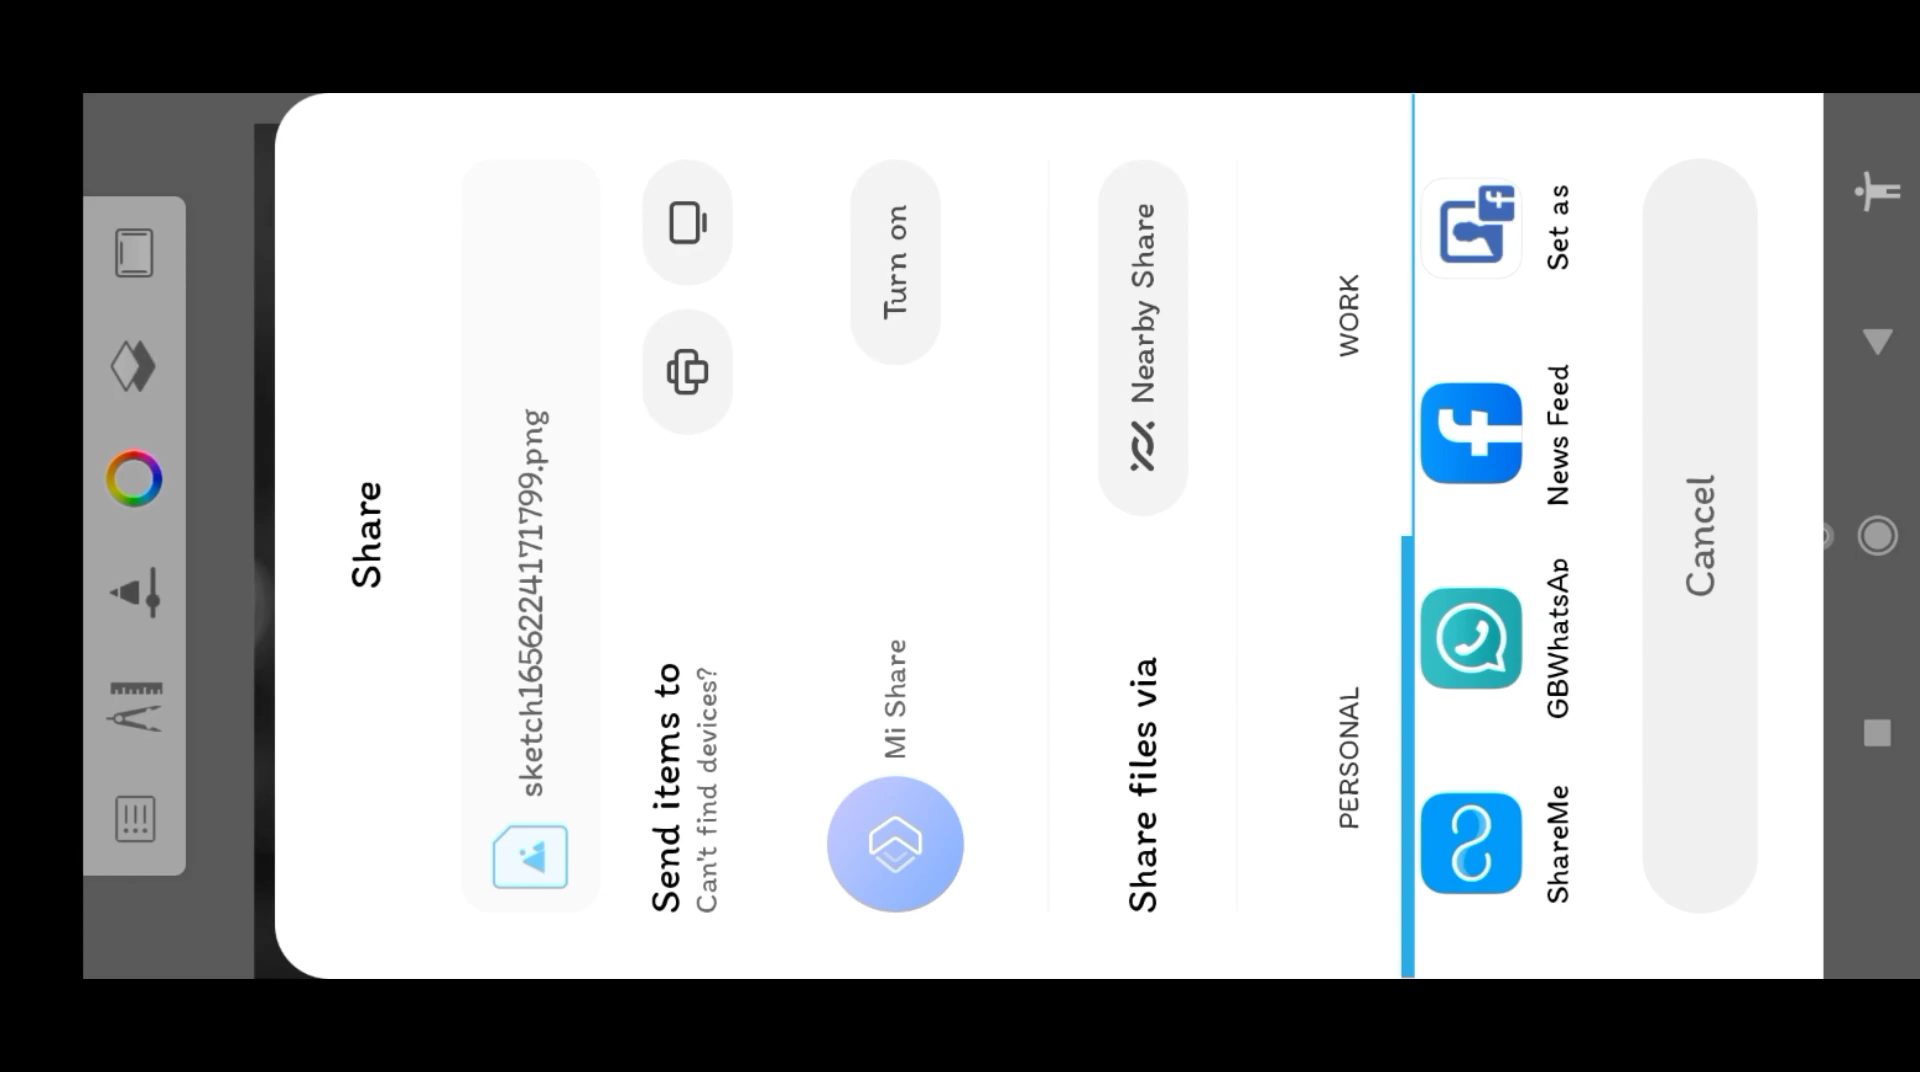 Share
sketch1656224171799.png
Send items to
Can't find devices?
Mi Share
Turn on
Share files via
Nearby Share
PERSONAL
WORK
ShareMe
GBWhatsAp
News Feed
Set as
Cancel